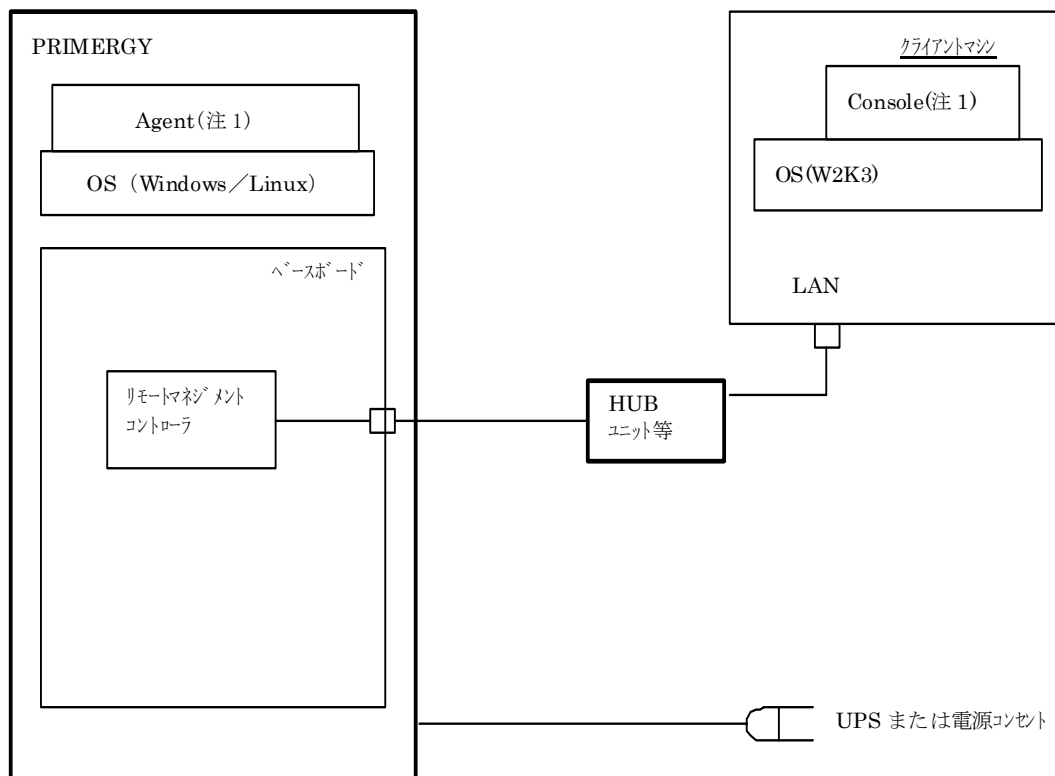 PRIMERGY
Agent(注 1)
OS（Windows／Linux）
ﾍﾞｰｽﾎﾞｰﾄﾞ
ﾘﾓｰﾄﾏﾈｼﾞﾒﾝﾄ
ｺﾝﾄﾛｰﾗ
HUB
ﾕﾆｯﾄ等
ｸﾗｲｱﾝﾄﾏｼﾝ
Console(注 1)
OS(W2K3)
LAN
UPS または電源ｺﾝｾﾝﾄ